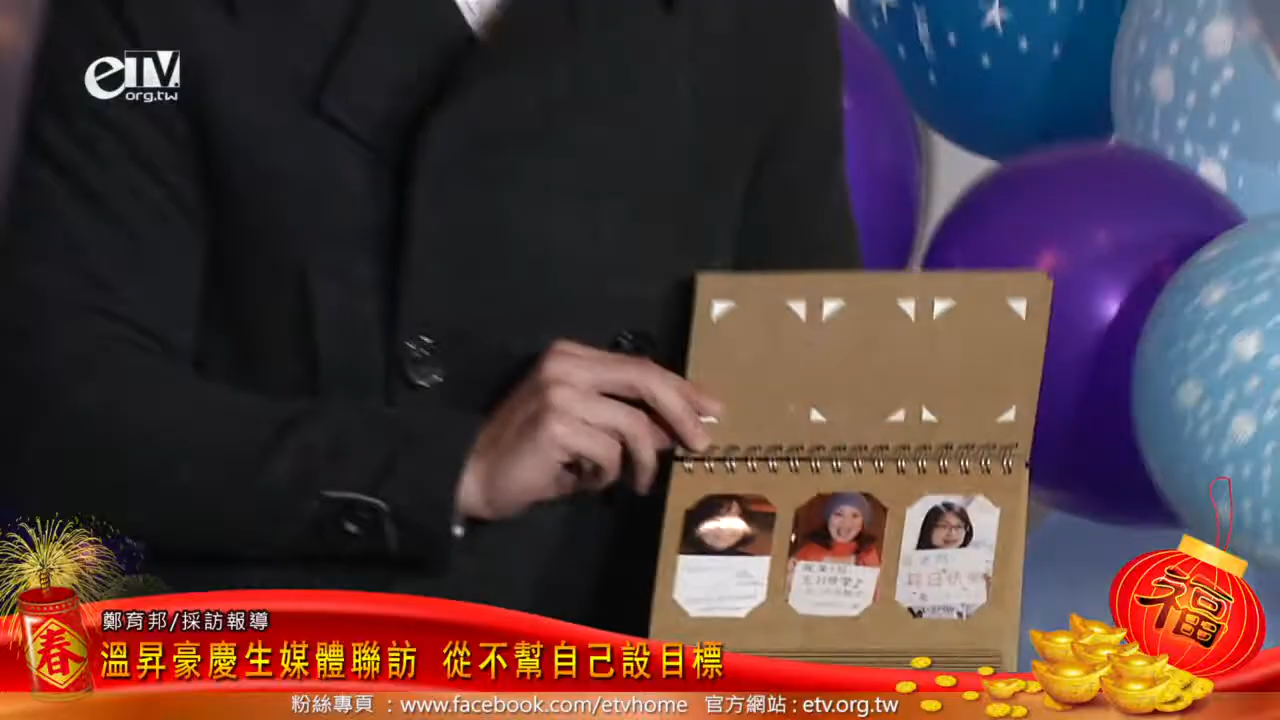 eTV
org.tw
鄭育邦/採訪報導
溫昇豪慶生媒體聯訪 從不幫自己設目標
粉絲專頁 : www.facebook.com/etvhome 官方網站 : etv.org.tw
春
福